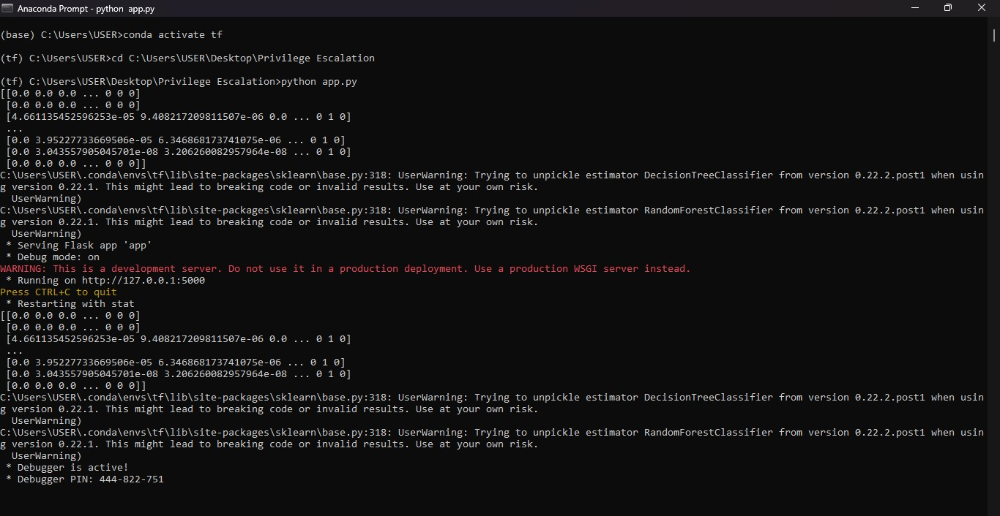 Anaconda Prompt - python  app.py
(base) C:\Users\USER>conda activate tf
(tf) C:\Users\USER>cd C:\Users\USER\Desktop\Privilege Escalation
(tf) C:\Users\USER\Desktop\Privilege Escalation>python app.py
[[0.0 0.0 0.0 ... 0 0 0]
 [0.0 0.0 0.0 ... 0 0 0]
 [4.661135452596253e-05 9.408217209811507e-06 0.0 ... 0 1 0]
 ...
 [0.0 3.95227733669506e-05 6.346868173741075e-06 ... 0 1 0]
 [0.0 3.043557905045701e-08 3.206260082957964e-08 ... 0 1 0]
 [0.0 0.0 0.0 ... 0 0 0]]
C:\Users\USER\.conda\envs\tf\lib\site-packages\sklearn\base.py:318: UserWarning: Trying to unpickle estimator DecisionTreeClassifier from version 0.22.2.post1 when usin
g version 0.22.1. This might lead to breaking code or invalid results. Use at your own risk.
  UserWarning)
C:\Users\USER\.conda\envs\tf\lib\site-packages\sklearn\base.py:318: UserWarning: Trying to unpickle estimator RandomForestClassifier from version 0.22.2.post1 when usin
g version 0.22.1. This might lead to breaking code or invalid results. Use at your own risk.
  UserWarning)
 * Serving Flask app 'app'
 * Debug mode: on
WARNING: This is a development server. Do not use it in a production deployment. Use a production WSGI server instead.
 * Running on http://127.0.0.1:5000
Press CTRL+C to quit
 * Restarting with stat
[[0.0 0.0 0.0 ... 0 0 0]
 [0.0 0.0 0.0 ... 0 0 0]
 [4.661135452596253e-05 9.408217209811507e-06 0.0 ... 0 1 0]
 ...
 [0.0 3.95227733669506e-05 6.346868173741075e-06 ... 0 1 0]
 [0.0 3.043557905045701e-08 3.206260082957964e-08 ... 0 1 0]
 [0.0 0.0 0.0 ... 0 0 0]]
C:\Users\USER\.conda\envs\tf\lib\site-packages\sklearn\base.py:318: UserWarning: Trying to unpickle estimator DecisionTreeClassifier from version 0.22.2.post1 when usin
g version 0.22.1. This might lead to breaking code or invalid results. Use at your own risk.
  UserWarning)
C:\Users\USER\.conda\envs\tf\lib\site-packages\sklearn\base.py:318: UserWarning: Trying to unpickle estimator RandomForestClassifier from version 0.22.2.post1 when usin
g version 0.22.1. This might lead to breaking code or invalid results. Use at your own risk.
  UserWarning)
 * Debugger is active!
 * Debugger PIN: 444-822-751